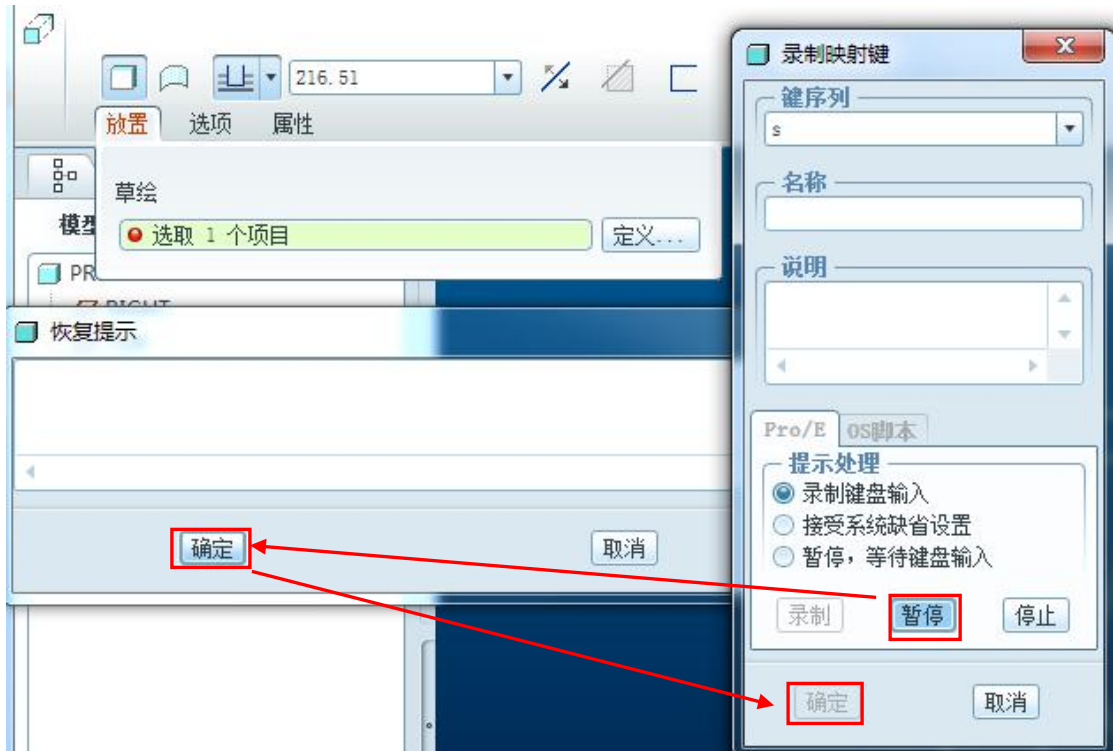 216.51
放置 选项 属性
草绘
选取 1 个项目
定义...
模型
PR
RIGHT
恢复提示
确定 取消
录制映射键
键序列
s
名称
说明
Pro/E OS脚本
提示处理
录制键盘输入
接受系统缺省设置
暂停，等待键盘输入
录制 暂停 停止
确定 取消